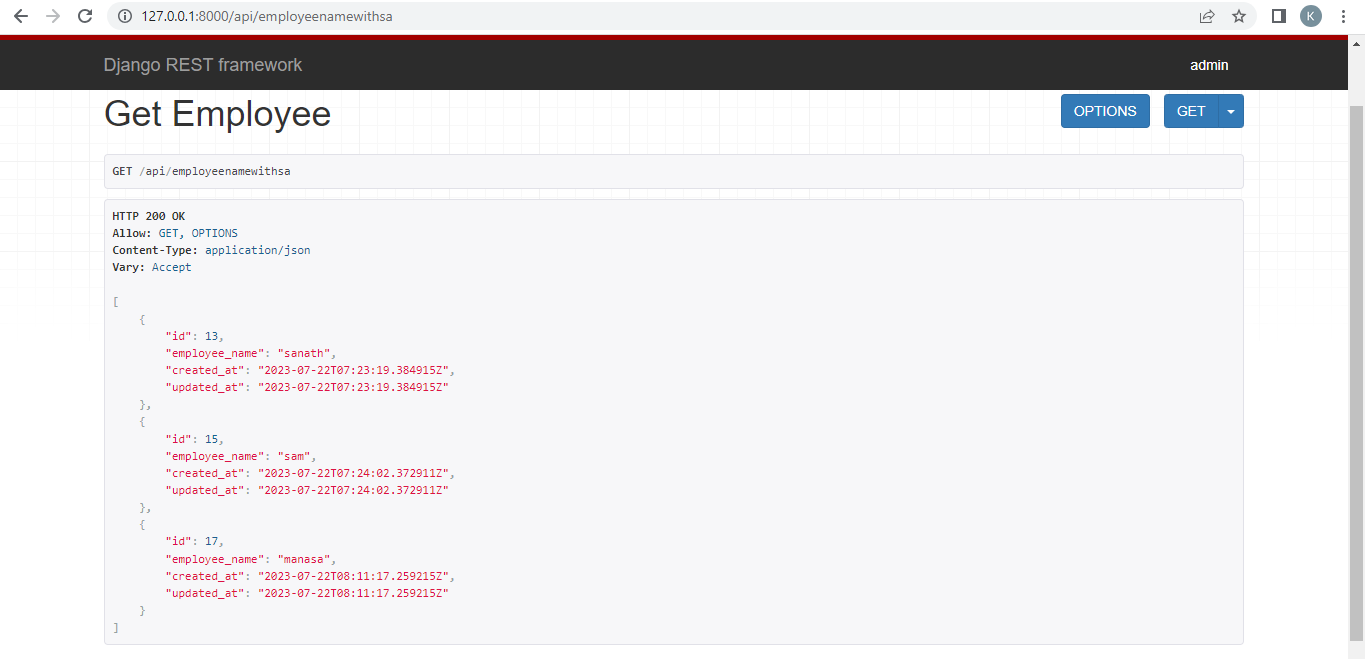 127.0.0.1:8000/api/employeenamewithsa
K
Django REST framework
admin
Get Employee
OPTIONS
GET
GET /api/employeenamewithsa
HTTP 200 OK
Allow: GET, OPTIONS
Content-Type: application/json
Vary: Accept
[
    {
        "id": 13,
        "employee_name": "sanath",
        "created_at": "2023-07-22T07:23:19.384915Z",
        "updated_at": "2023-07-22T07:23:19.384915Z"
    },
    {
        "id": 15,
        "employee_name": "sam",
        "created_at": "2023-07-22T07:24:02.372911Z",
        "updated_at": "2023-07-22T07:24:02.372911Z"
    },
    {
        "id": 17,
        "employee_name": "manasa",
        "created_at": "2023-07-22T08:11:17.259215Z",
        "updated_at": "2023-07-22T08:11:17.259215Z"
    }
]